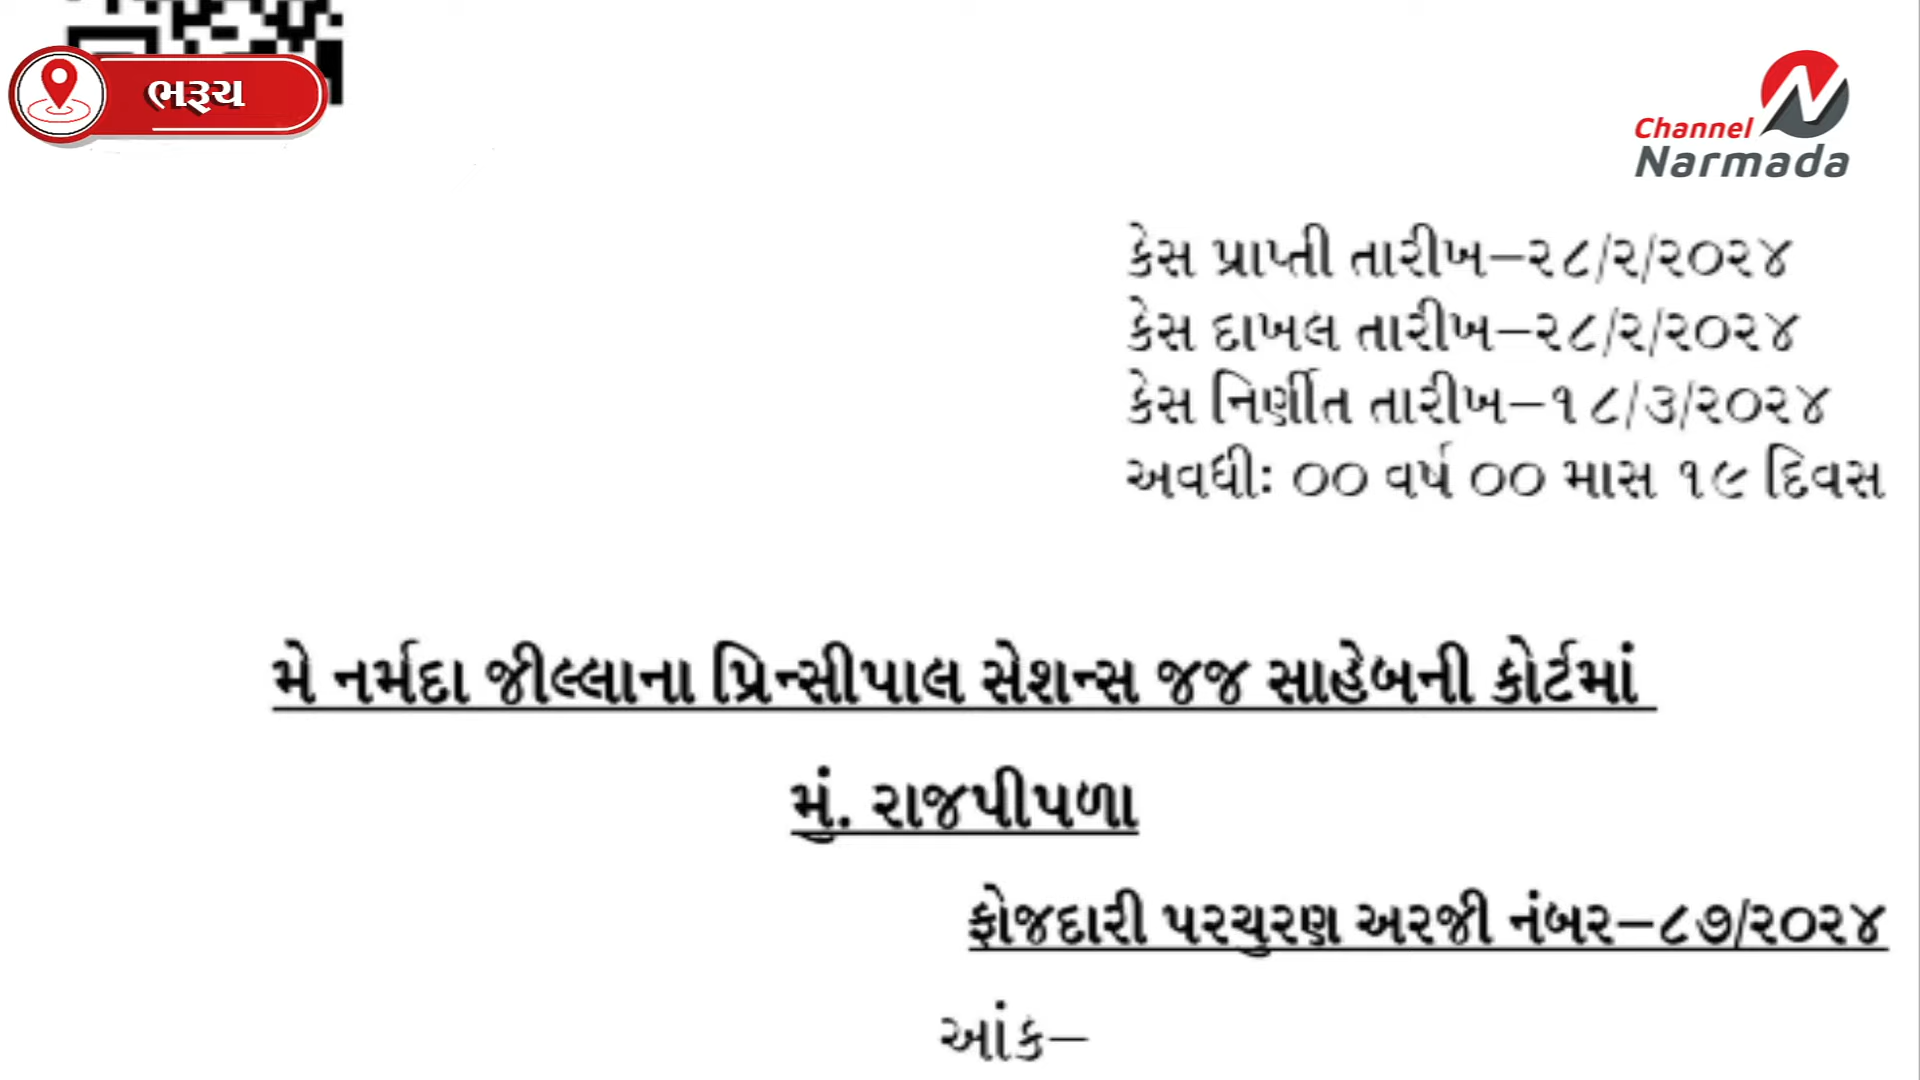 ભરૂચ
Channel
Narmada
કેસ પ્રાપ્તી તારીખ–૨૮/૨/૨૦૨૪
કેસ દાખલ તારીખ–૨૮/૨/૨૦૨૪
કેસ નિર્ણીત તારીખ–૧૮/૩/૨૦૨૪
અવધીઃ ૦૦ વર્ષ ૦૦ માસ ૧૯ દિવસ
મે નર્મદા જીલ્લાના પ્રિન્સીપાલ સેશન્સ જજ સાહેબની કોર્ટમાં
મું. રાજપીપળા
ફોજદારી પરચુરણ અરજી નંબર–૮૭/૨૦૨૪
આંક–